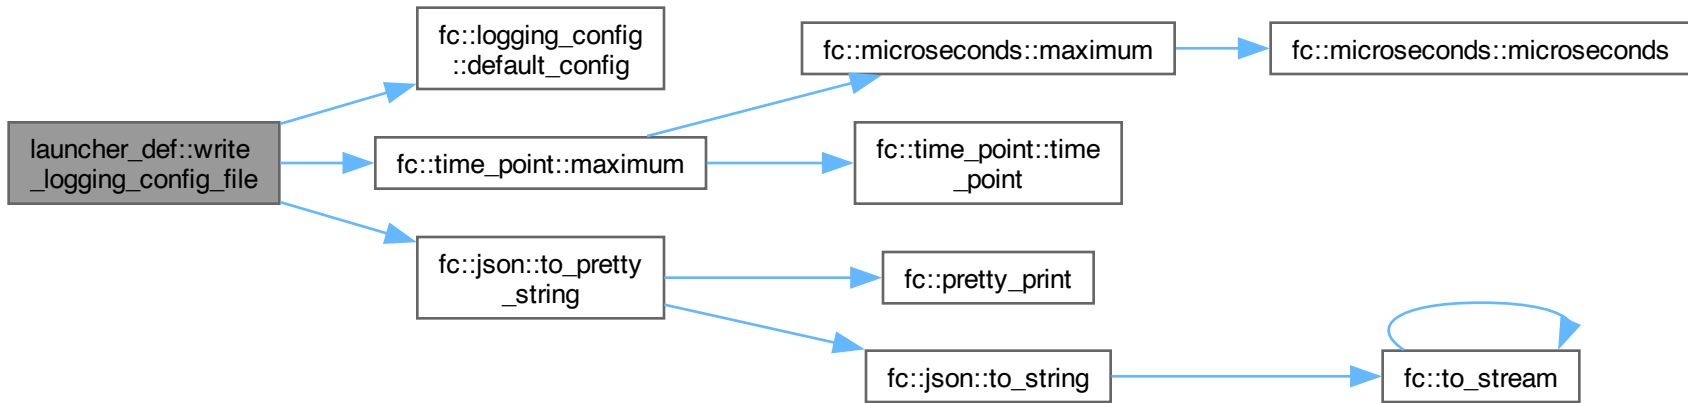 launcher_def::write
_logging_config_file
fc::logging_config
::default_config
fc::time_point::maximum
fc::json::to_pretty
_string
fc::microseconds::maximum
fc::time_point::time
_point
fc::pretty_print
fc::json::to_string
fc::microseconds::microseconds
fc::to_stream